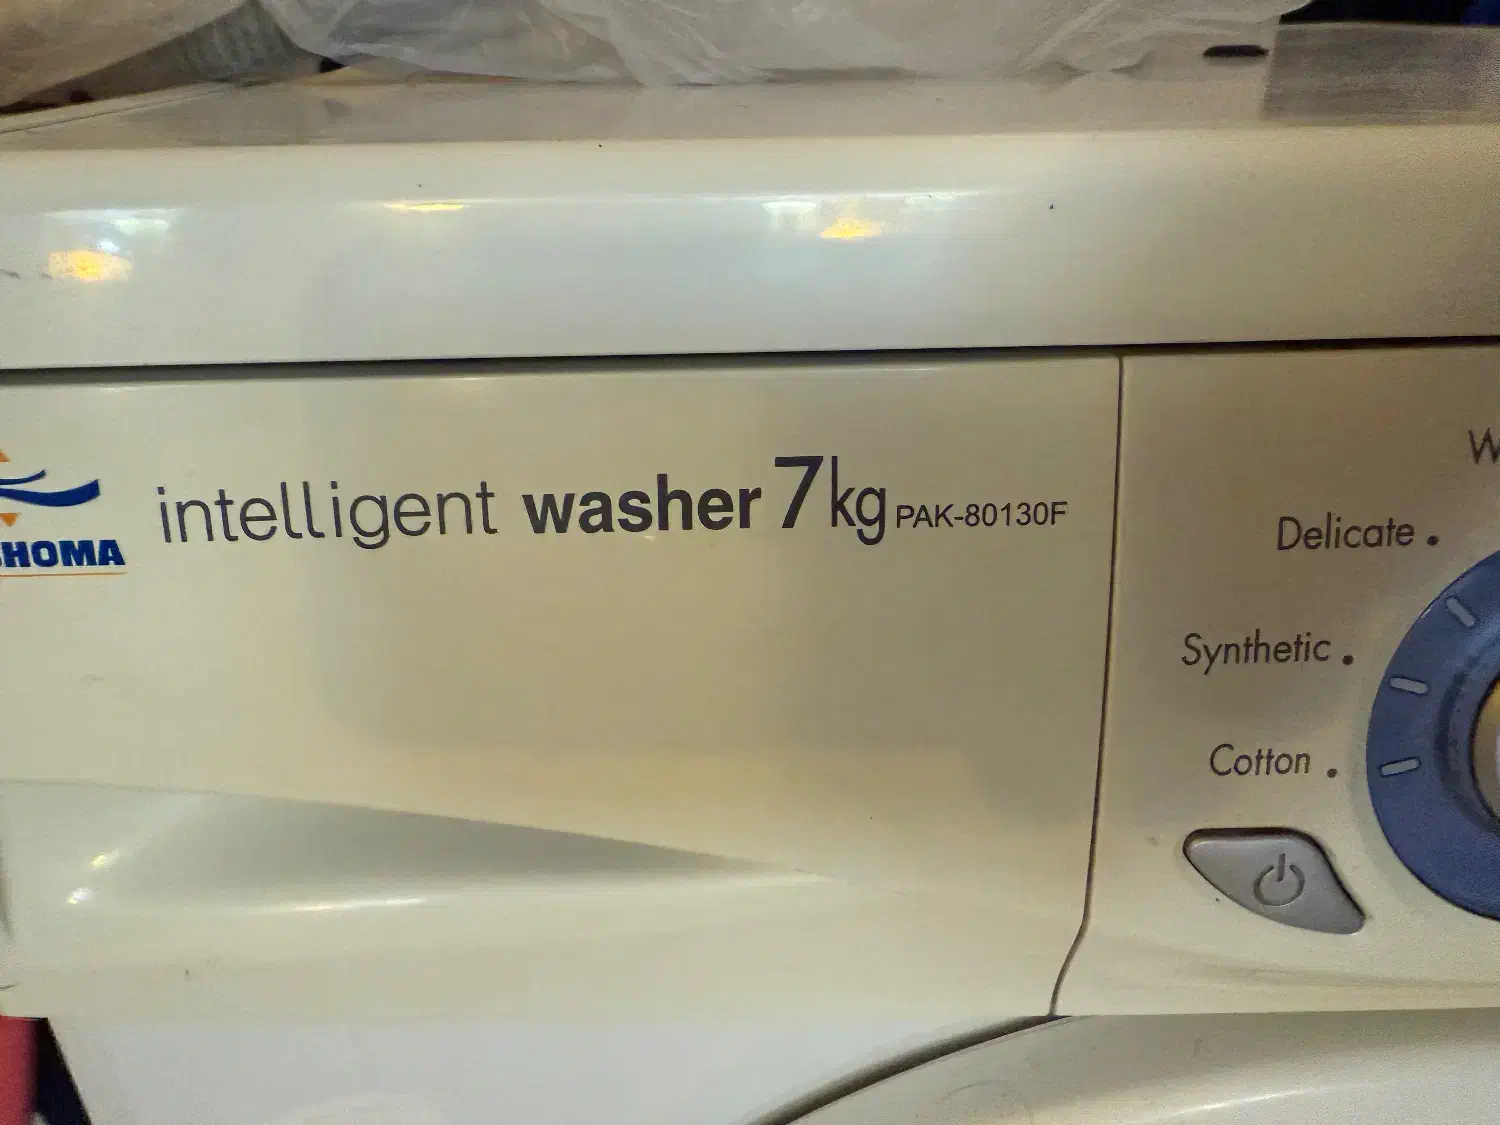 HOMA
intelligent washer 7kg PAK-80130F
W
Delicate
Synthetic
Cotton